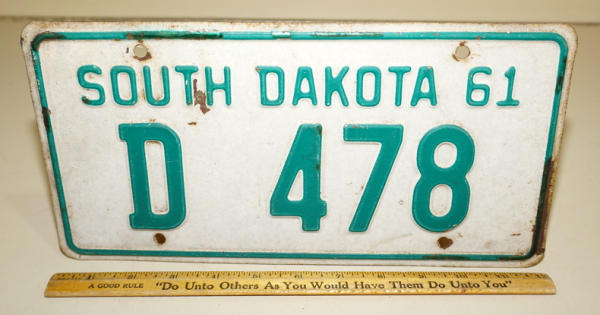 SOUTH DAKOTA 61
D 478
A GOOD RULE "Do Unto Others As You Would Have Them Do Unto You"